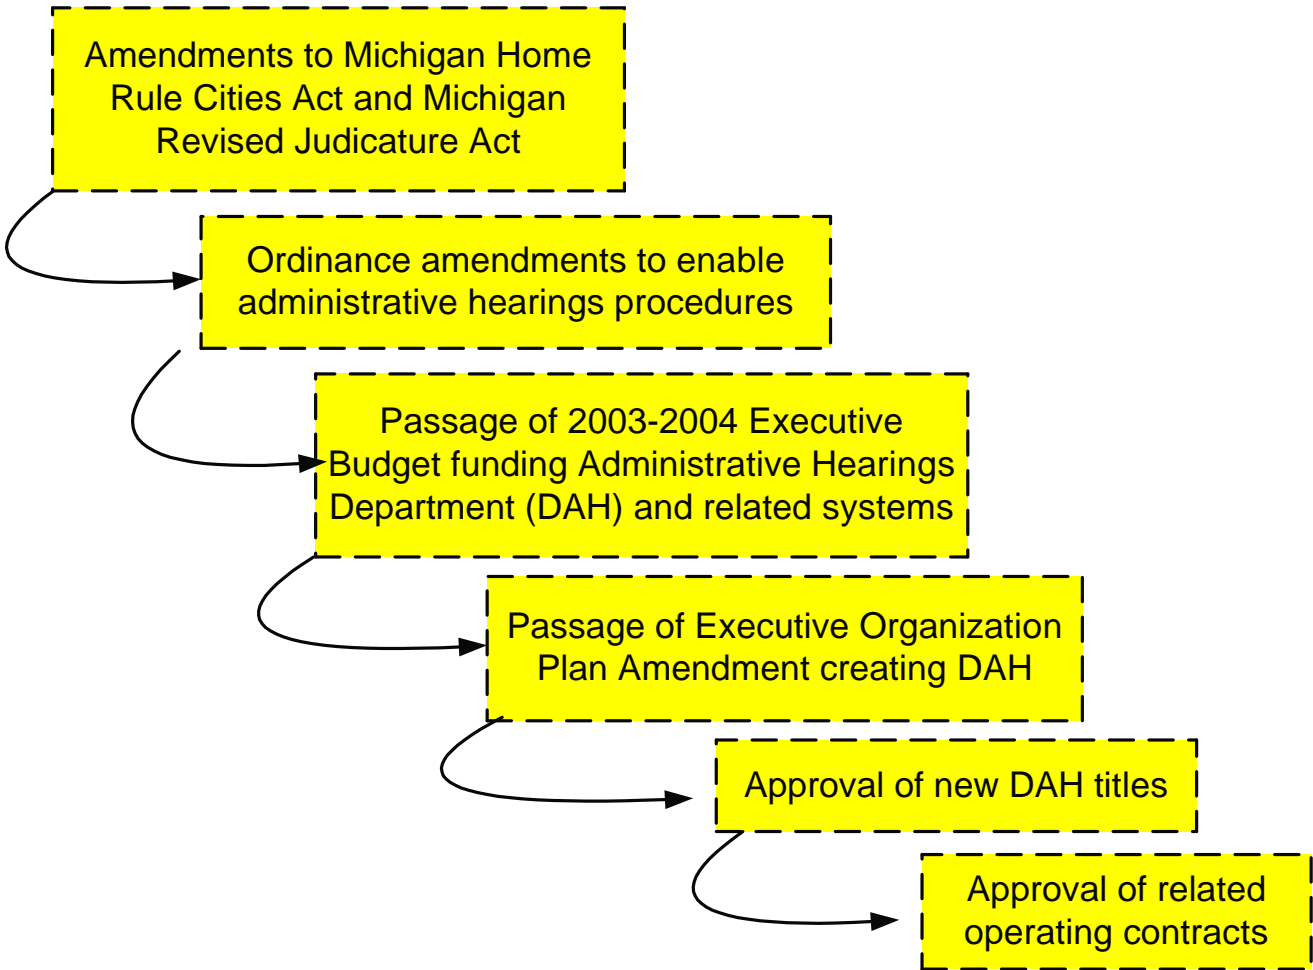 Amendments to Michigan Home
Rule Cities Act and Michigan
Revised Judicature Act
Ordinance amendments to enable
administrative hearings procedures
Passage of 2003-2004 Executive
Budget funding Administrative Hearings
Department (DAH) and related systems
Passage of Executive Organization
Plan Amendment creating DAH
Approval of new DAH titles
Approval of related
operating contracts